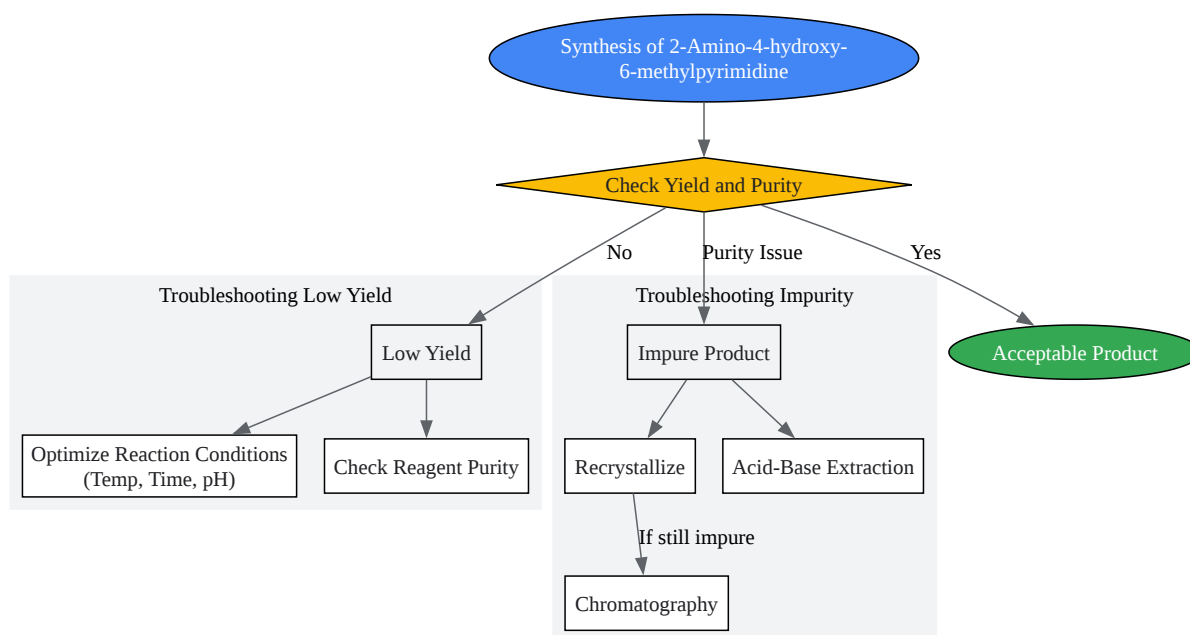 Synthesis of 2-Amino-4-hydroxy-
6-methylpyrimidine
Check Yield and Purity
No
Purity Issue
Yes
Troubleshooting Low Yield
Troubleshooting Impurity
Low Yield
Impure Product
Acceptable Product
Optimize Reaction Conditions
(Temp, Time, pH)
Check Reagent Purity
Recrystallize
Acid-Base Extraction
If still impure
Chromatography